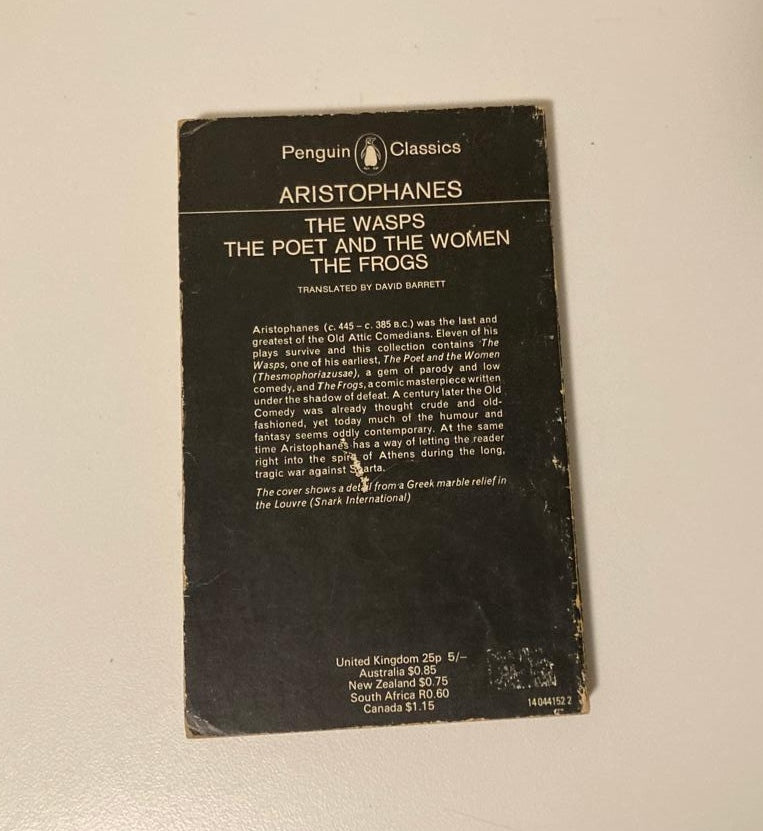 Penguin Classics
ARISTOPHANES
THE WASPS
THE POET AND THE WOMEN
THE FROGS
TRANSLATED BY DAVID BARRETT
Aristophanes (c. 445 – c. 385 B.C.) was the last and
greatest of the Old Attic Comedians. Eleven of his
plays survive and this collection contains The
Wasps, one of his earliest, The Poet and the Women
(Thesmophoriazusae), a gem of parody and low
comedy, and The Frogs, a comic masterpiece written
under the shadow of defeat. A century later the Old
Comedy was already thought crude and old-
fashioned, yet today much of the humour and
fantasy seems oddly contemporary. At the same
time Aristophanes has a way of letting the reader
right into the spirit of Athens during the long,
tragic war against Sparta.
The cover shows a detail from a Greek marble relief in
the Louvre (Snark International)
United Kingdom 25p 5/–
Australia $0.85
New Zealand $0.75
South Africa R0.60
Canada $1.15
14 044152 2